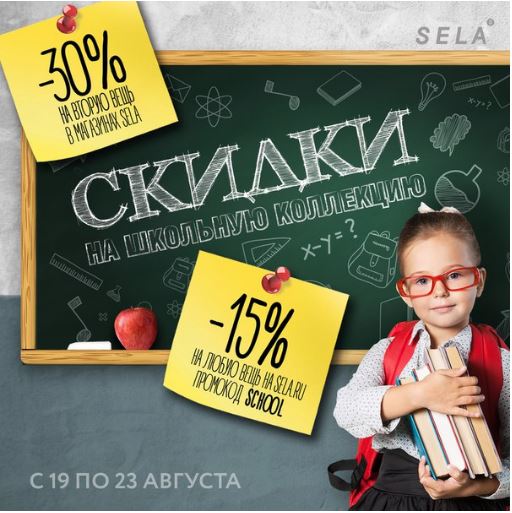 -30%
НА ВТОРУЮ ВЕЩЬ
В МАГАЗИНАХ SELA
SELA®
СКИДКИ
НА ШКОЛЬНУЮ КОЛЛЕКЦИЮ
x-y=?
-15%
НА ЛЮБУЮ ВЕЩЬ НА SELA.RU
ПРОМОКОД SCHOOL
С 19 ПО 23 АВГУСТА